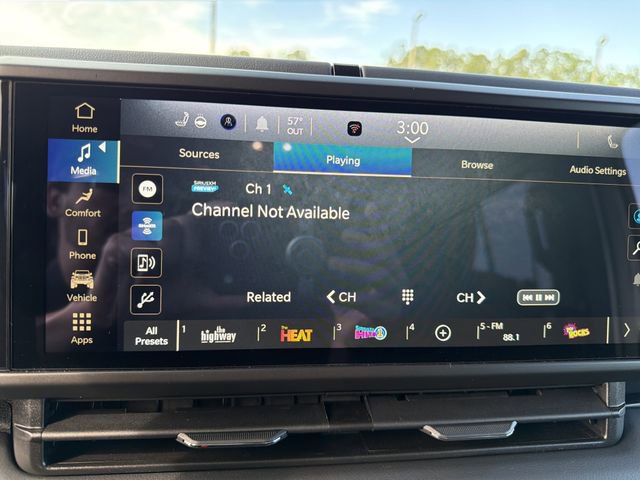 Home
57°
OUT
3:00
Media
Sources
Playing
Browse
Audio Settings
FM
SIRIUSXM
PREVIEW
Ch 1
Channel Not Available
Comfort
Phone
Vehicle
Related
CH
CH
Apps
All
Presets
1
the
highway
2
The
HEAT
3
4
5 - FM
88.1
6
ROCKS